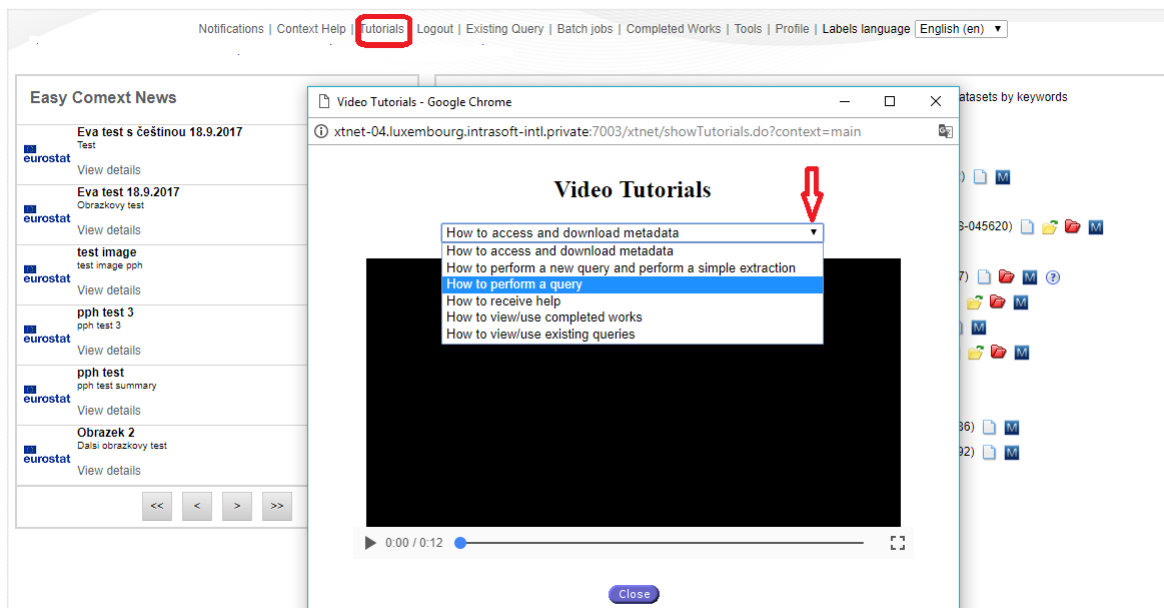 Notifications | Context Help | Tutorials | Logout | Existing Query | Batch jobs | Completed Works | Tools | Profile | Labels language English (en)
Easy Comext News
Eva test s češtinou 18.9.2017
Test
eurostat
View details
Eva test 18.9.2017
Obrazkovy test
eurostat
View details
test image
test image pph
eurostat
View details
pph test 3
pph test 3
eurostat
View details
pph test
pph test summary
eurostat
View details
Obrazek 2
Dalsi obrazkovy test
eurostat
View details
<< < > >>
Video Tutorials - Google Chrome
xtnet-04.luxembourg.intrasoft-intl.private:7003/xtnet/showTutorials.do?context=main
Video Tutorials
How to access and download metadata
How to access and download metadata
How to perform a new query and perform a simple extraction
How to perform a query
How to receive help
How to view/use completed works
How to view/use existing queries
0:00 / 0:12
Close
atasets by keywords
) M
S-045620) M
7) M ?
M
M
M
36) M
92) M